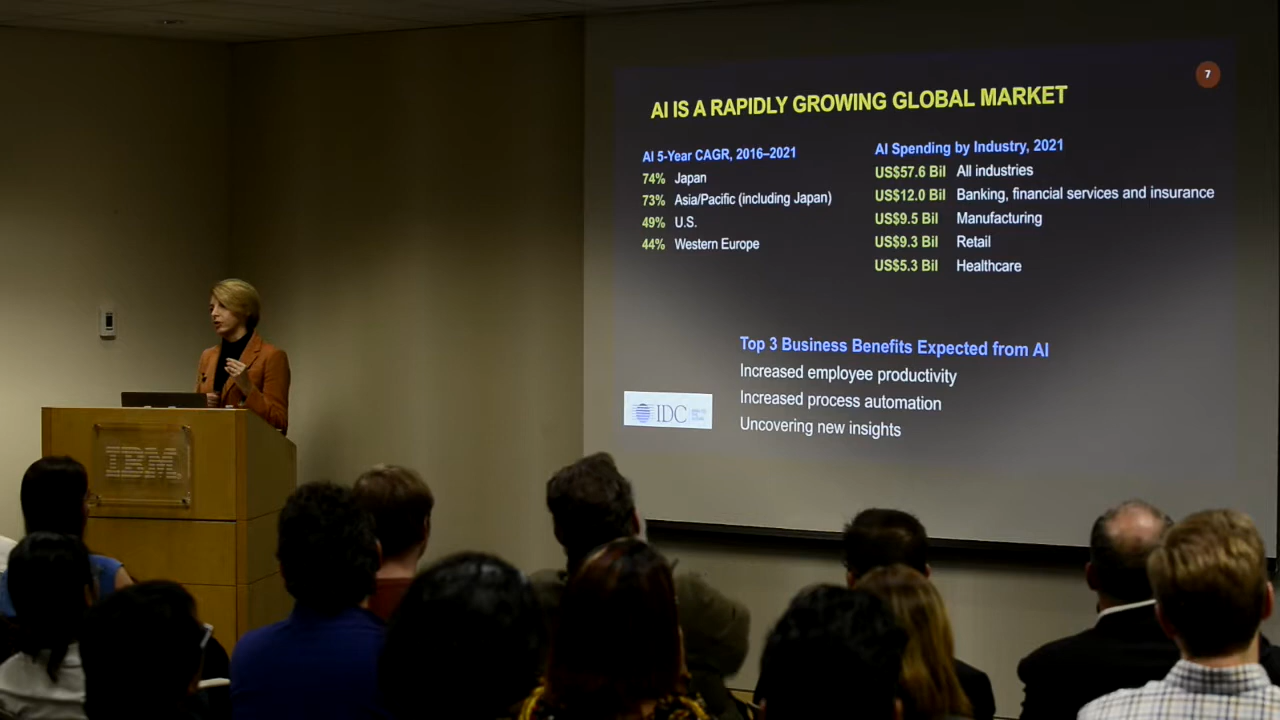 7
AI IS A RAPIDLY GROWING GLOBAL MARKET
AI 5-Year CAGR, 2016–2021
74% Japan
73% Asia/Pacific (including Japan)
49% U.S.
44% Western Europe
AI Spending by Industry, 2021
US$57.6 Bil All industries
US$12.0 Bil Banking, financial services and insurance
US$9.5 Bil Manufacturing
US$9.3 Bil Retail
US$5.3 Bil Healthcare
Top 3 Business Benefits Expected from AI
Increased employee productivity
Increased process automation
Uncovering new insights
IDC
IBM